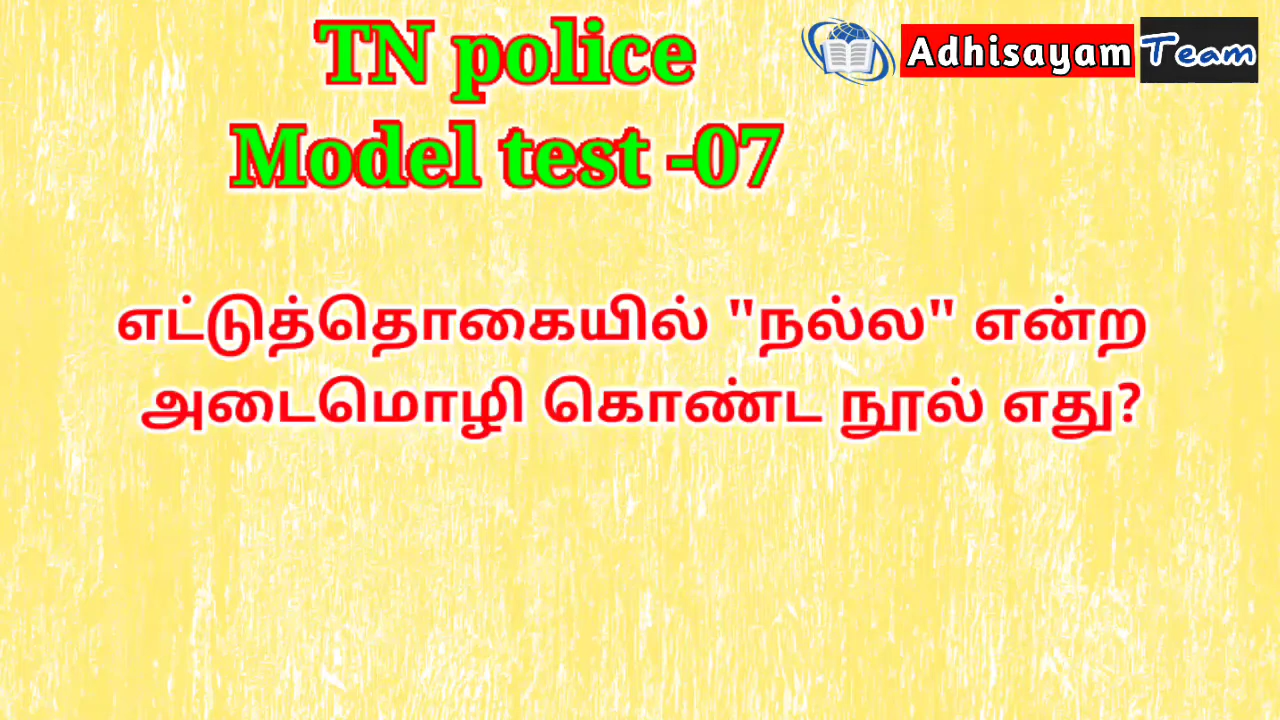 TN police
Adhisayam Team
Model test -07
எட்டுத்தொகையில் "நல்ல" என்ற
அடைமொழி கொண்ட நூல் எது?